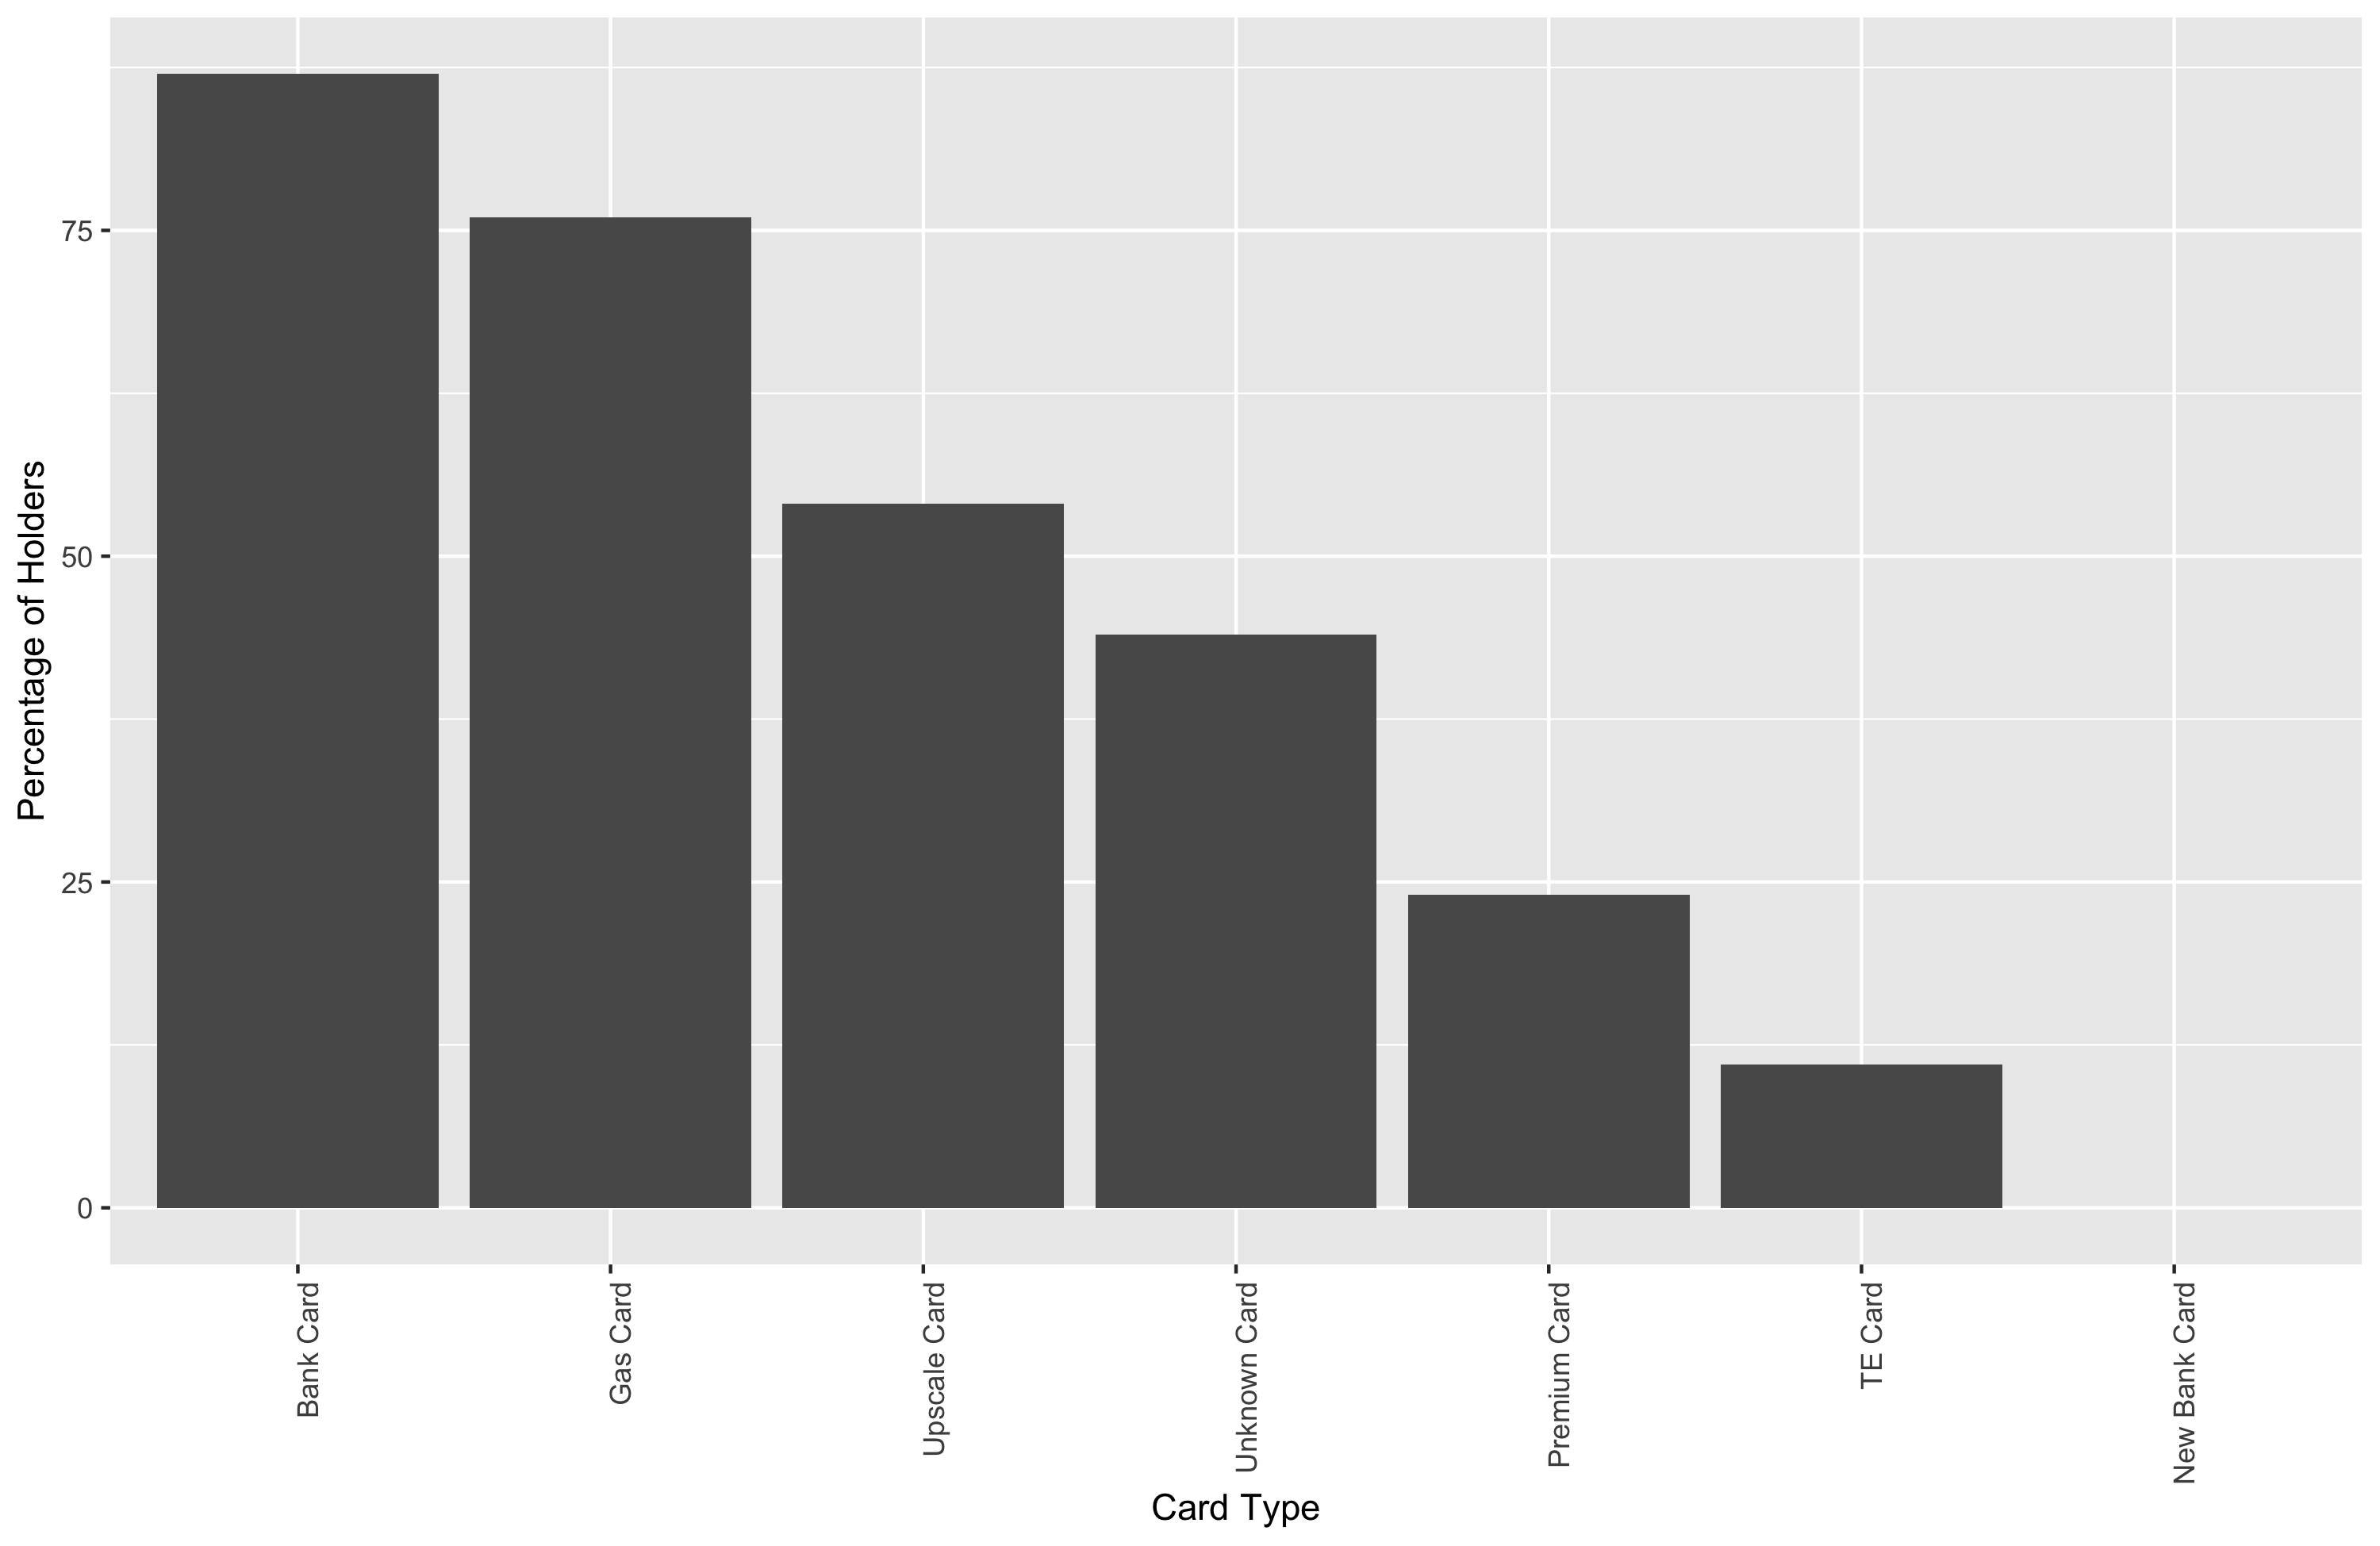 Percentage of Holders
75
50
25
0
Bank Card
Gas Card
Upscale Card
Unknown Card
Premium Card
TE Card
New Bank Card
Card Type